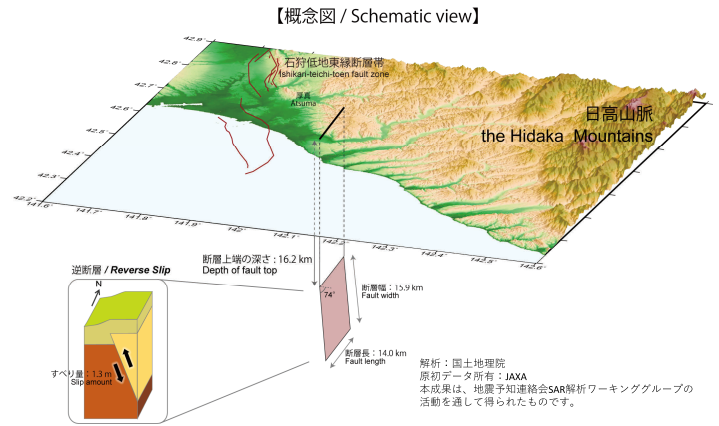 【概念図 / Schematic view】
42.9
42.8
42.7
42.6
42.5
42.4
42.3
42.2
141.6
141.7
141.8
141.9
142
142.1
142.2
142.3
142.4
142.5
142.6
石狩低地東縁断層帯
Ishikari-teichi-toen fault zone
厚真
Atsuma
日高山脈
the Hidaka Mountains
断層上端の深さ : 16.2 km
Depth of fault top
74°
断層幅：15.9 km
Fault width
断層長：14.0 km
Fault length
逆断層 / Reverse Slip
N
すべり量：1.3 m
Slip amount
解析：国土地理院
原初データ所有：JAXA
本成果は、地震予知連絡会SAR解析ワーキンググループの
活動を通して得られたものです。